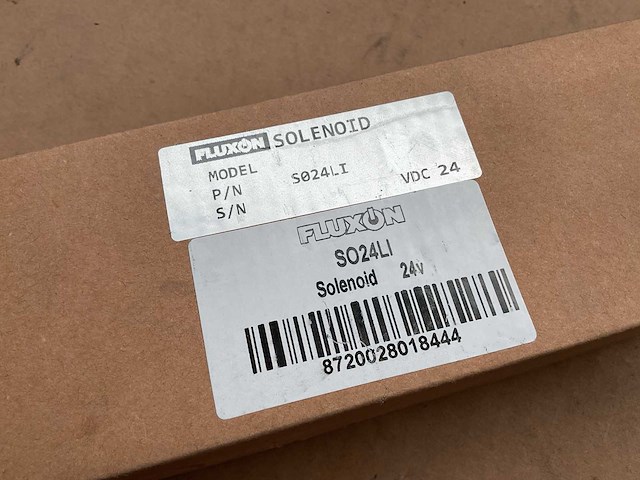 FLUXON SOLENOID
MODEL
P/N S024LI
S/N VDC 24
FLUXON
SO24LI
Solenoid 24v
8720028018444